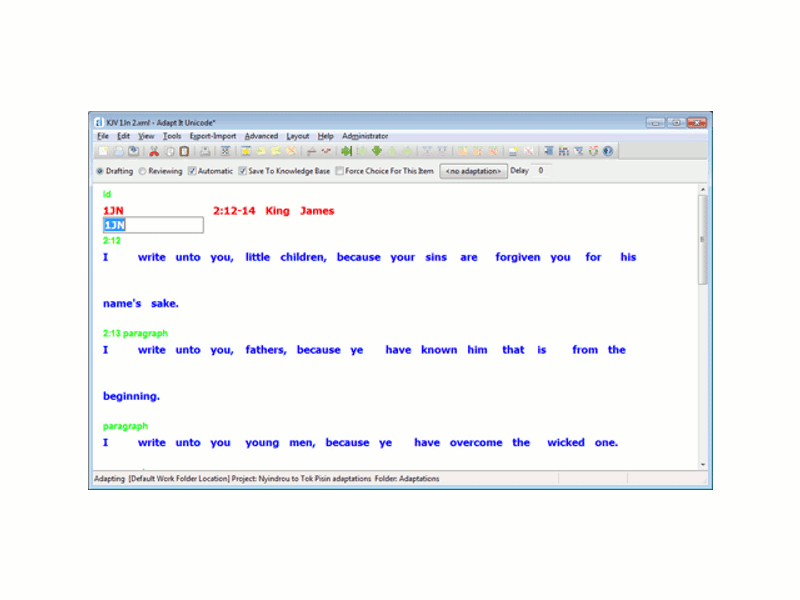 KJV 1Jn 2.xml - Adapt It Unicode*
File Edit View Tools Export-Import Advanced Layout Help Administrator
Drafting Reviewing Automatic Save To Knowledge Base Force Choice For This Item <no adaptation> Delay 0
id
1JN 2:12-14 King James
1JN
2:12
I write unto you, little children, because your sins are forgiven you for his
name's sake.
2:13 paragraph
I write unto you, fathers, because ye have known him that is from the
beginning.
paragraph
I write unto you young men, because ye have overcome the wicked one.
Adapting [Default Work Folder Location] Project: Nyindrou to Tok Pisin adaptations Folder: Adaptations